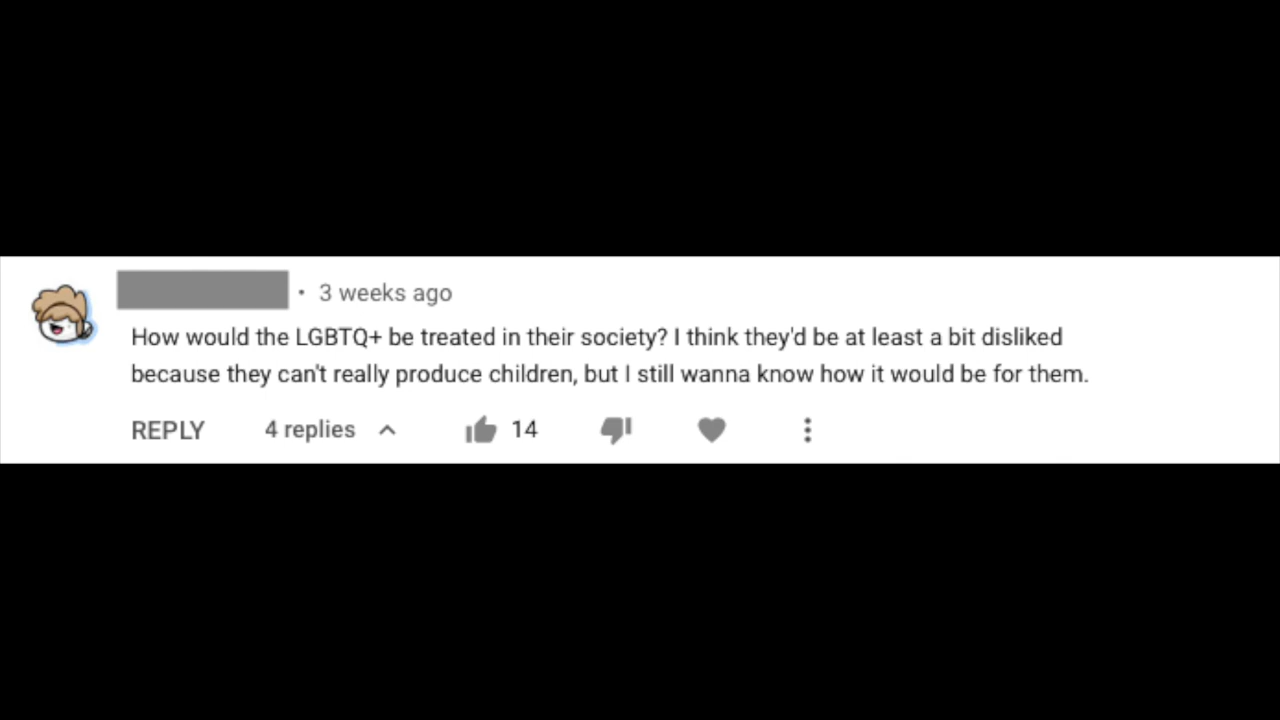 • 3 weeks ago
How would the LGBTQ+ be treated in their society? I think they'd be at least a bit disliked
because they can't really produce children, but I still wanna know how it would be for them.
REPLY 4 replies 14